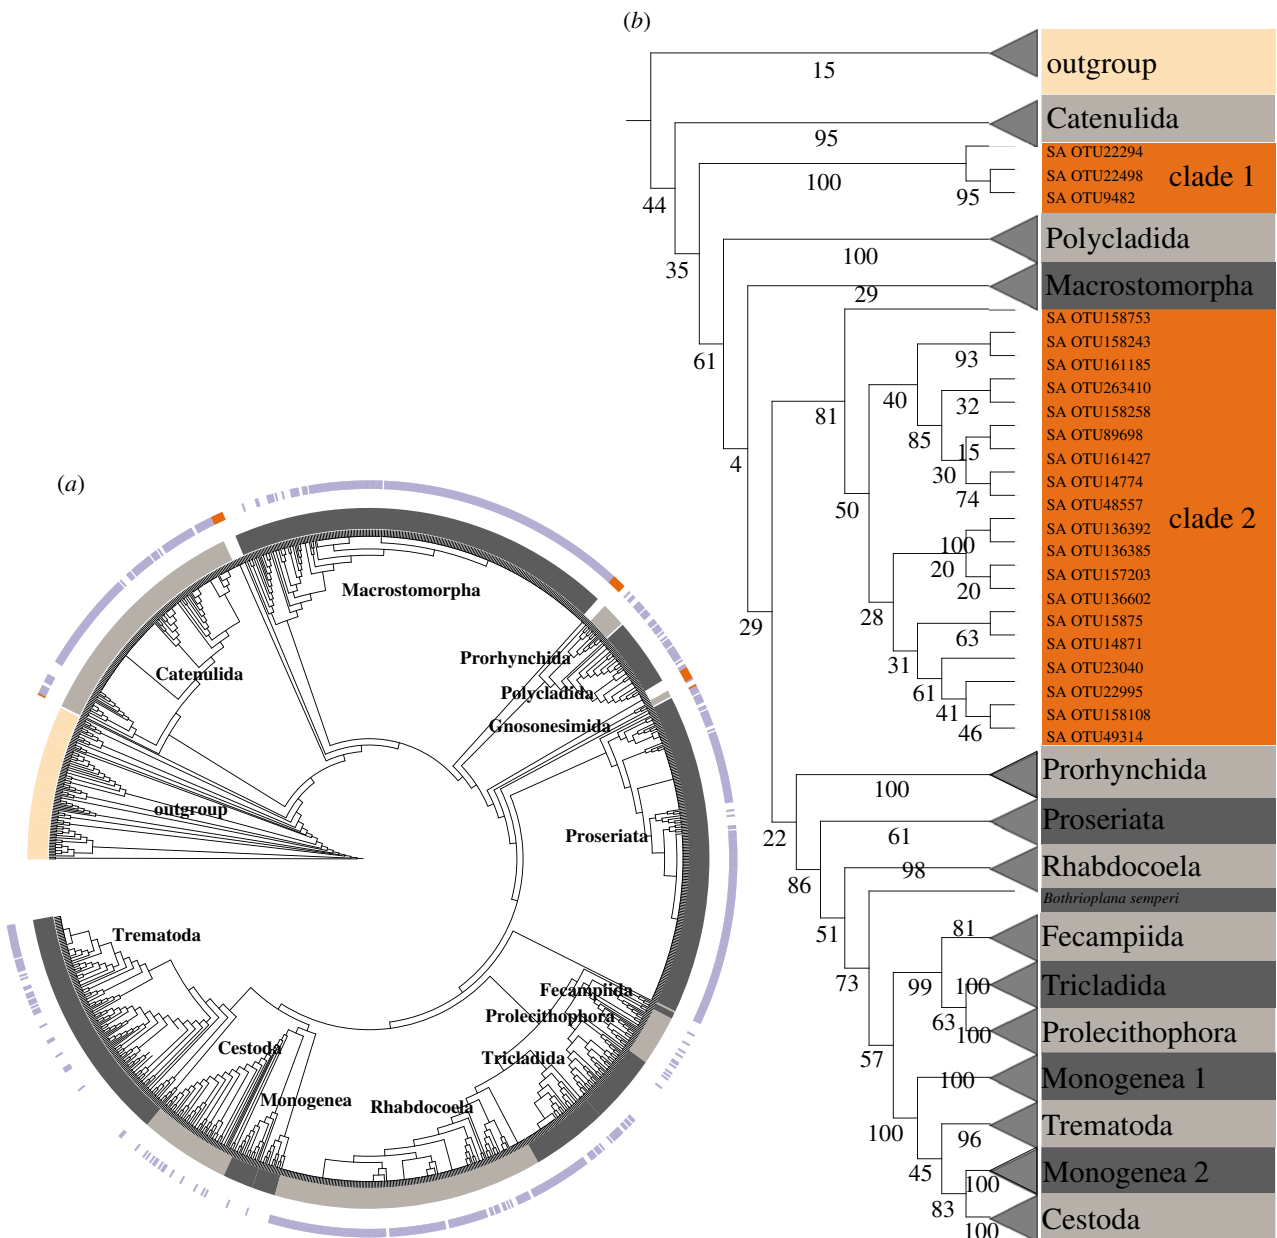 (a)
Macrostomorpha
Prorhynchida
Catenulida
Polycladida
Gnosonesimida
outgroup
Proseriata
Trematoda
Fecampiida
Prolecithophora
Cestoda
Tricladida
Monogenea
Rhabdocoela
(b)
outgroup
15
Catenulida
95
SA OTU22294
SA OTU22498
clade 1
100
95
SA OTU9482
44
Polycladida
100
35
Macrostomorpha
29
SA OTU158753
SA OTU158243
93
SA OTU161185
61
SA OTU263410
40
32
SA OTU158258
81
SA OTU89698
85
15
SA OTU161427
4
30
SA OTU14774
74
SA OTU48557
50
clade 2
SA OTU136392
100
SA OTU136385
20
SA OTU157203
20
SA OTU136602
28
SA OTU15875
29
63
SA OTU14871
31
SA OTU23040
61
SA OTU22995
41
SA OTU158108
46
SA OTU49314
Prorhynchida
100
Proseriata
22
61
Rhabdocoela
98
86
Bothrioplana semperi
51
81
Fecampiida
73
99
100
Tricladida
63
100
Prolecithophora
57
100
Monogenea 1
Trematoda
100
96
45
Monogenea 2
100
83
Cestoda
100